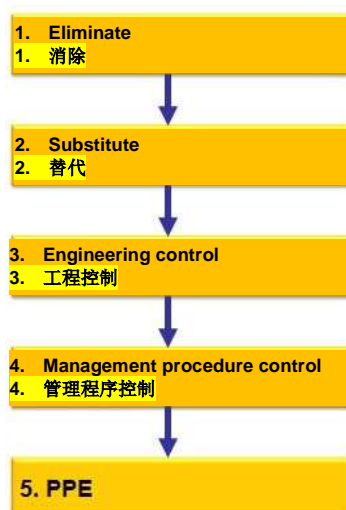 1. Eliminate
1. 消除
2. Substitute
2. 替代
3. Engineering control
3. 工程控制
4. Management procedure control
4. 管理程序控制
5. PPE